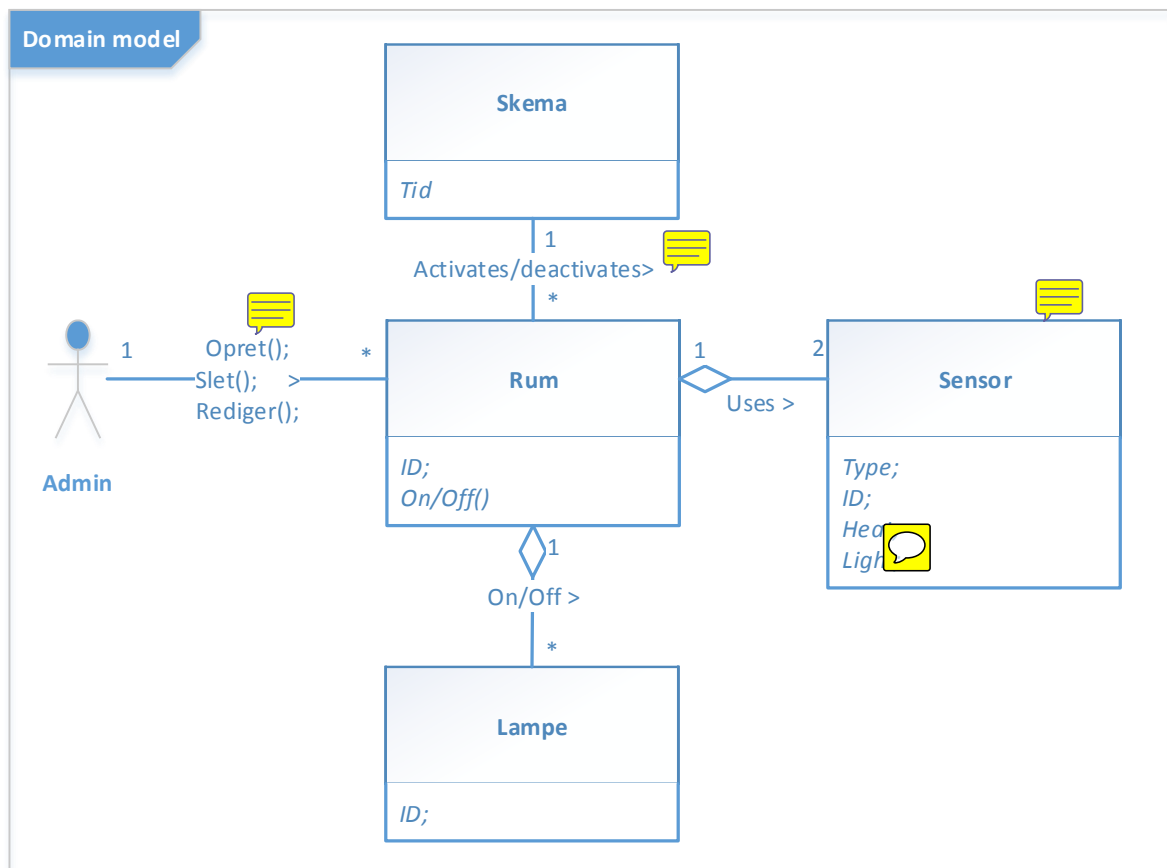 Domain model
Skema
Tid
1
Activates/deactivates>
*
Admin
1
Opret();
Slet(); >
Rediger();
*
Rum
ID;
On/Off()
1
2
Uses >
Sensor
Type;
ID;
1
On/Off >
*
Lampe
ID;